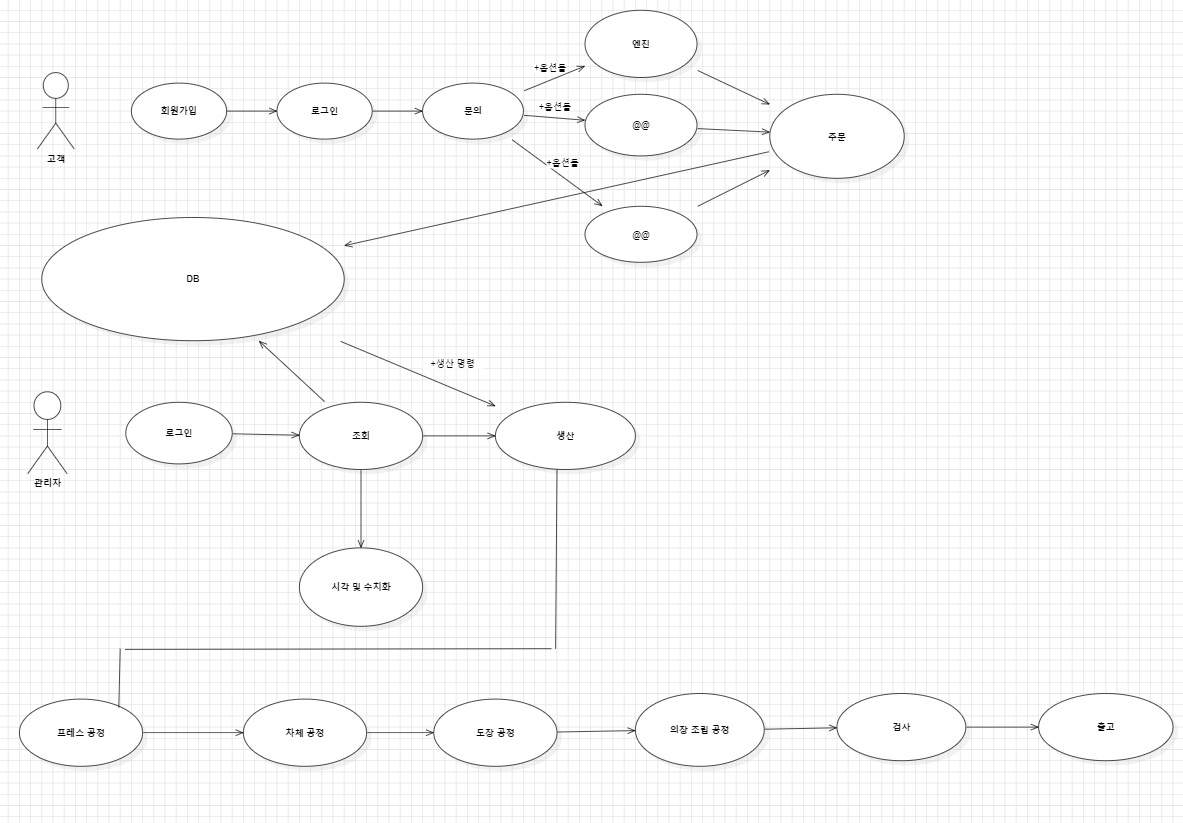 엔진
+옵션들
회원가입
로그인
문의
+옵션들
@@
주문
고객
+옵션들
@@
DB
+생산 명령
로그인
조회
생산
관리자
시각 및 수치화
프레스 공정
차체 공정
도장 공정
의장 조립 공정
검사
출고